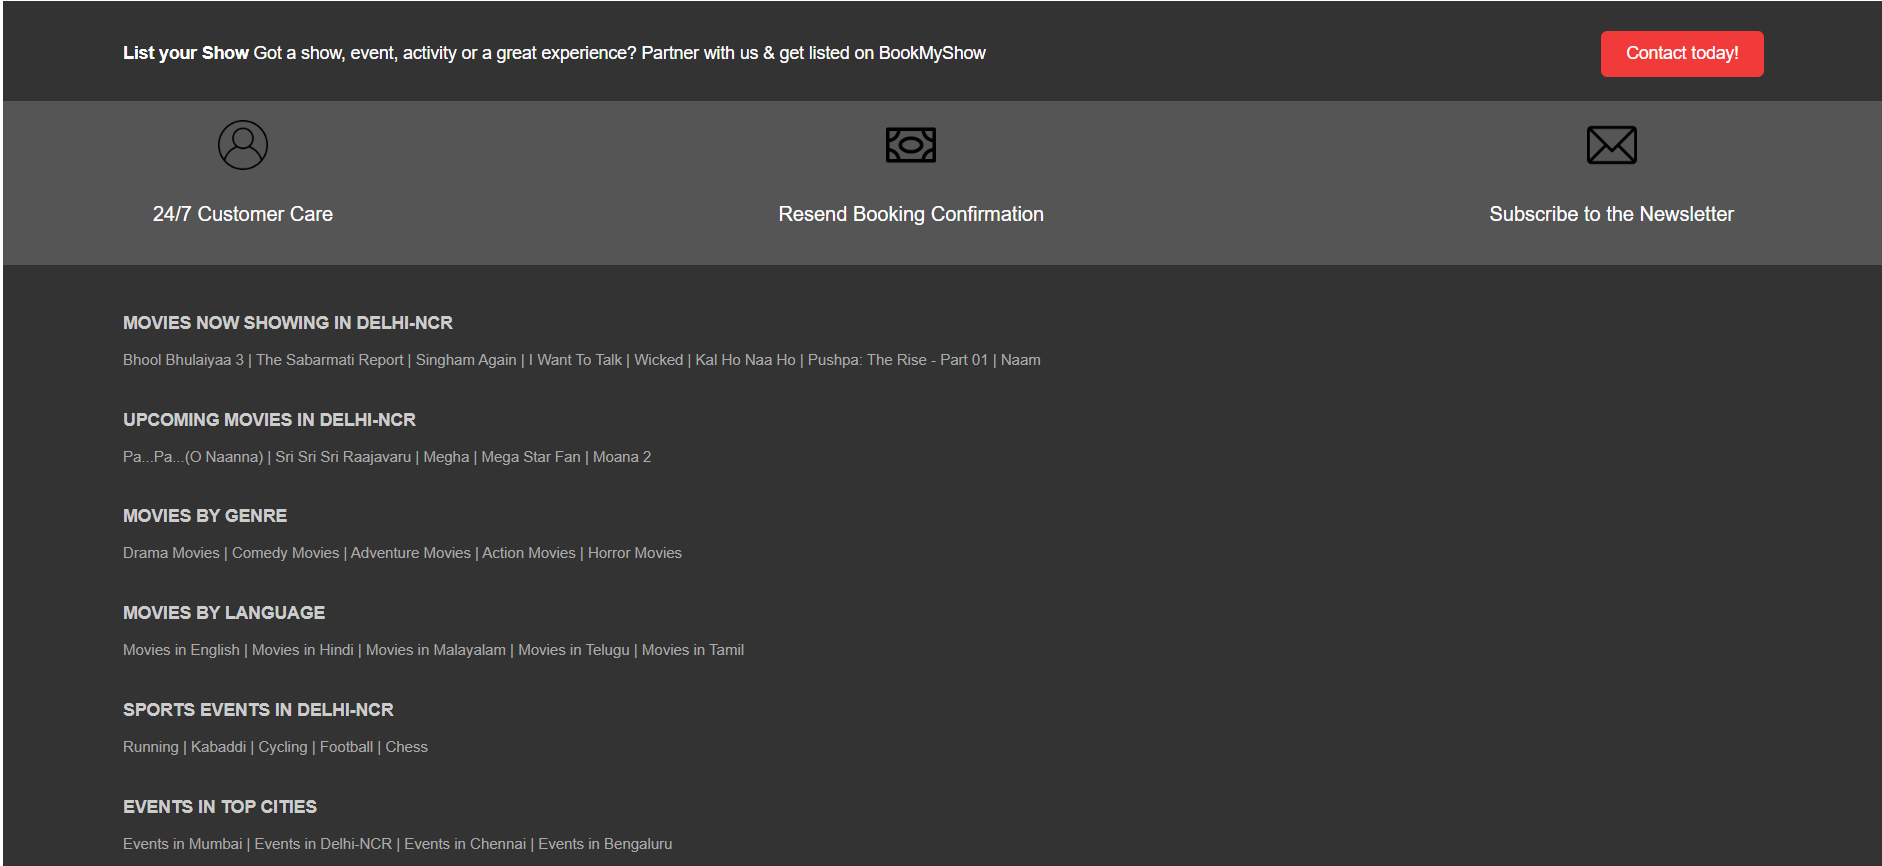 List your Show Got a show, event, activity or a great experience? Partner with us & get listed on BookMyShow
Contact today!
24/7 Customer Care
Resend Booking Confirmation
Subscribe to the Newsletter
MOVIES NOW SHOWING IN DELHI-NCR
Bhool Bhulaiyaa 3 | The Sabarmati Report | Singham Again | I Want To Talk | Wicked | Kal Ho Naa Ho | Pushpa: The Rise - Part 01 | Naam
UPCOMING MOVIES IN DELHI-NCR
Pa...Pa...(O Naanna) | Sri Sri Sri Raajavaru | Megha | Mega Star Fan | Moana 2
MOVIES BY GENRE
Drama Movies | Comedy Movies | Adventure Movies | Action Movies | Horror Movies
MOVIES BY LANGUAGE
Movies in English | Movies in Hindi | Movies in Malayalam | Movies in Telugu | Movies in Tamil
SPORTS EVENTS IN DELHI-NCR
Running | Kabaddi | Cycling | Football | Chess
EVENTS IN TOP CITIES
Events in Mumbai | Events in Delhi-NCR | Events in Chennai | Events in Bengaluru